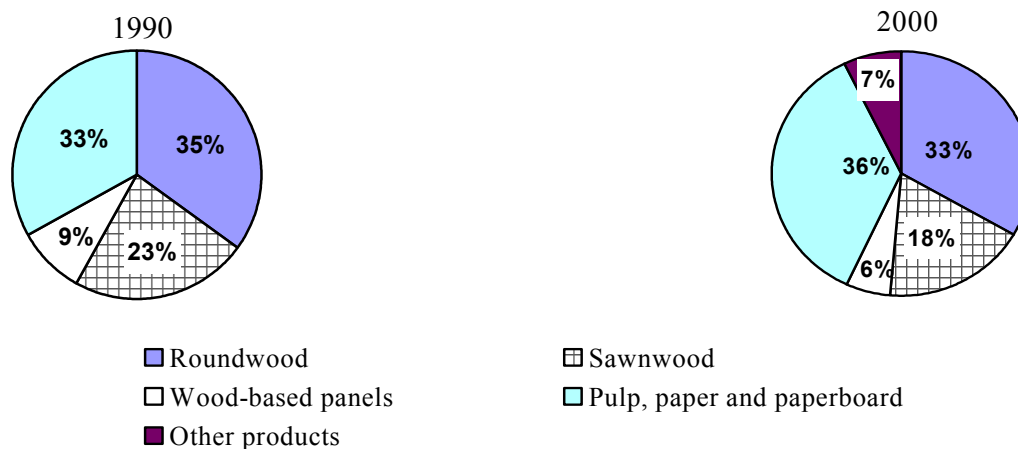 1990
33%
35%
9%
23%
2000
7%
36%
33%
6%
18%
Roundwood
Sawnwood
Wood-based panels
Pulp, paper and paperboard
Other products